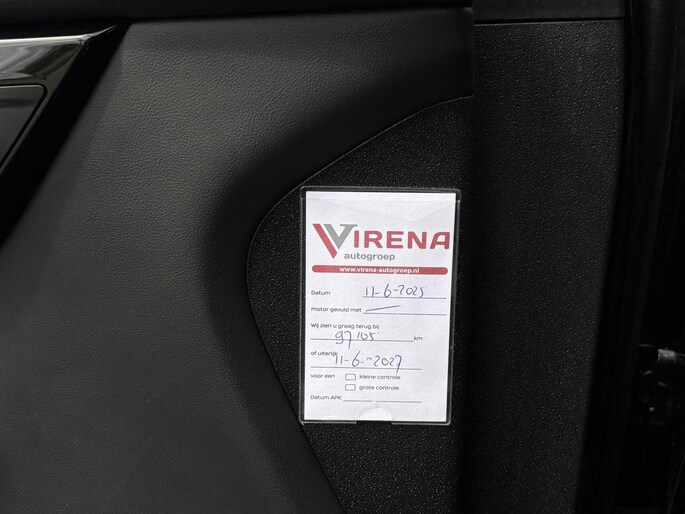 VIRENA
autogroep
www.virena-autogroep.nl
Datum 11-6-2025
motor gevuld met
Wij zien u graag terug bij
97105 km
of uiterlijk 11-6-2027
voor een kleine controle
grote controle
Datum APK